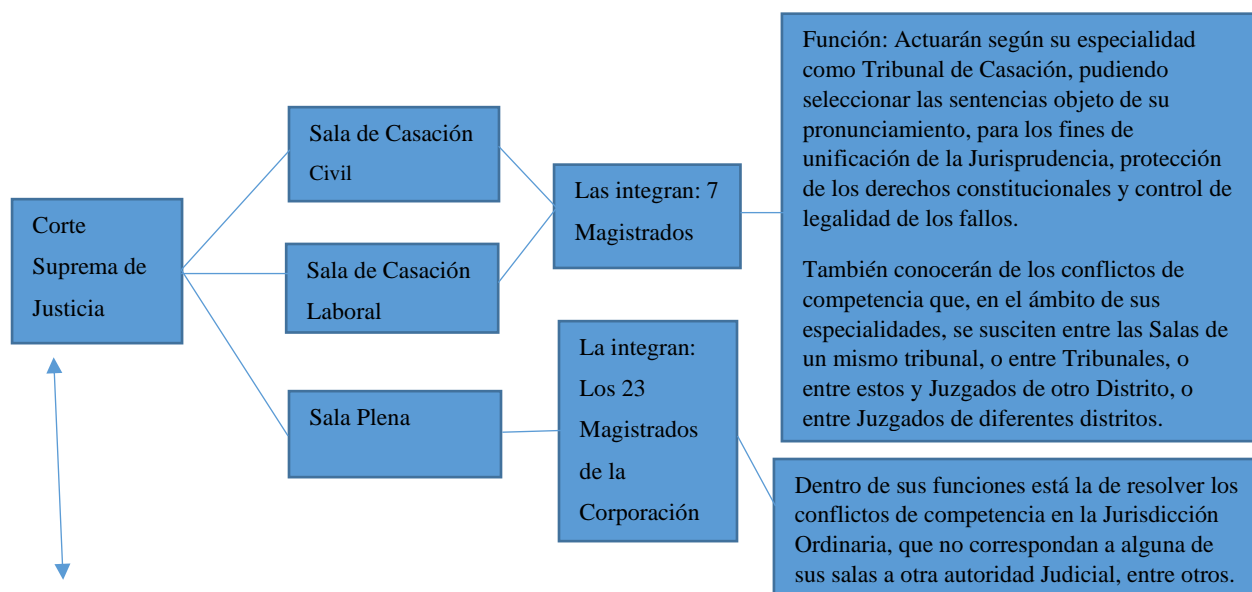 Corte
Suprema de
Justicia
Sala de Casación
Civil
Sala de Casación
Laboral
Sala Plena
Las integran: 7
Magistrados
La integran:
Los 23
Magistrados
de la
Corporación
Función: Actuarán según su especialidad
como Tribunal de Casación, pudiendo
seleccionar las sentencias objeto de su
pronunciamiento, para los fines de
unificación de la Jurisprudencia, protección
de los derechos constitucionales y control de
legalidad de los fallos.
También conocerán de los conflictos de
competencia que, en el ámbito de sus
especialidades, se susciten entre las Salas de
un mismo tribunal, o entre Tribunales, o
entre estos y Juzgados de otro Distrito, o
entre Juzgados de diferentes distritos.
Dentro de sus funciones está la de resolver los
conflictos de competencia en la Jurisdicción
Ordinaria, que no correspondan a alguna de
sus salas a otra autoridad Judicial, entre otros.